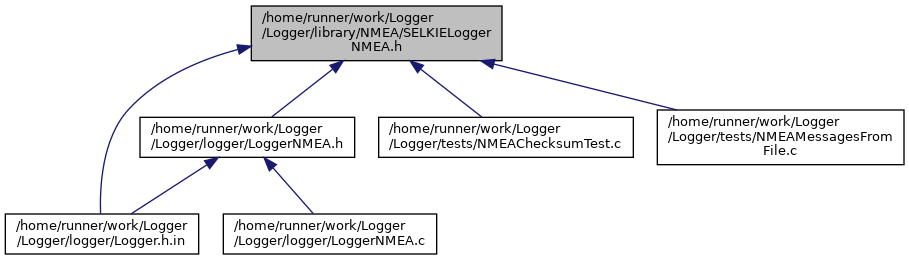 /home/runner/work/Logger
/Logger/library/NMEA/SELKIELogger
NMEA.h
/home/runner/work/Logger
/Logger/logger/LoggerNMEA.h
/home/runner/work/Logger
/Logger/tests/NMEAChecksumTest.c
/home/runner/work/Logger
/Logger/tests/NMEAMessagesFrom
File.c
/home/runner/work/Logger
/Logger/logger/Logger.h.in
/home/runner/work/Logger
/Logger/logger/LoggerNMEA.c